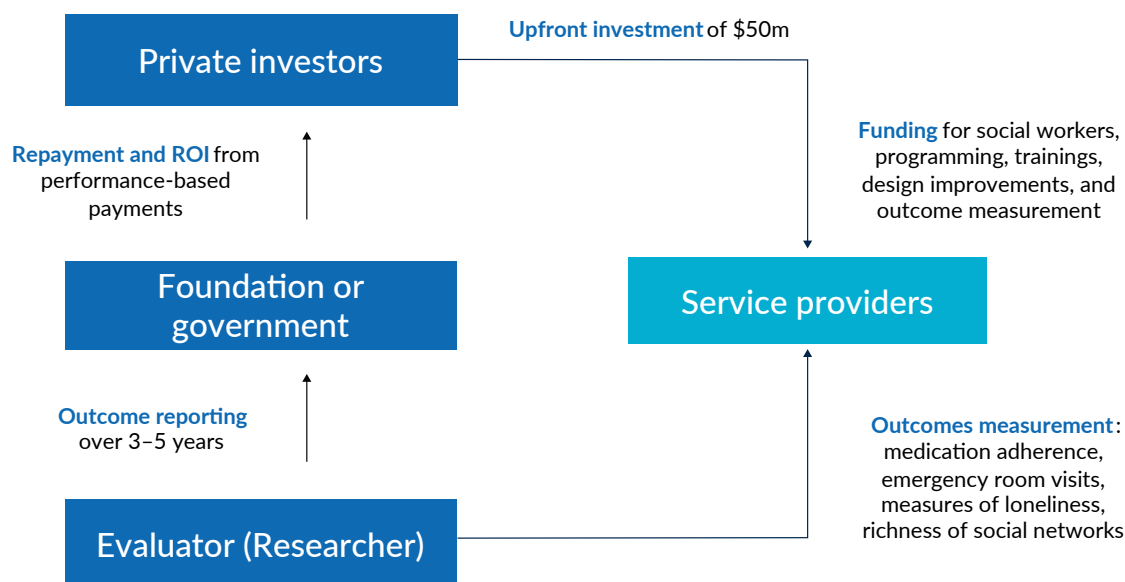 Private investors
Upfront investment of $50m
Repayment and ROI from
performance-based
payments
Funding for social workers,
programming, trainings,
design improvements, and
outcome measurement
Foundation or
government
Service providers
Outcome reporting
over 3–5 years
Outcomes measurement:
medication adherence,
emergency room visits,
measures of loneliness,
richness of social networks
Evaluator (Researcher)